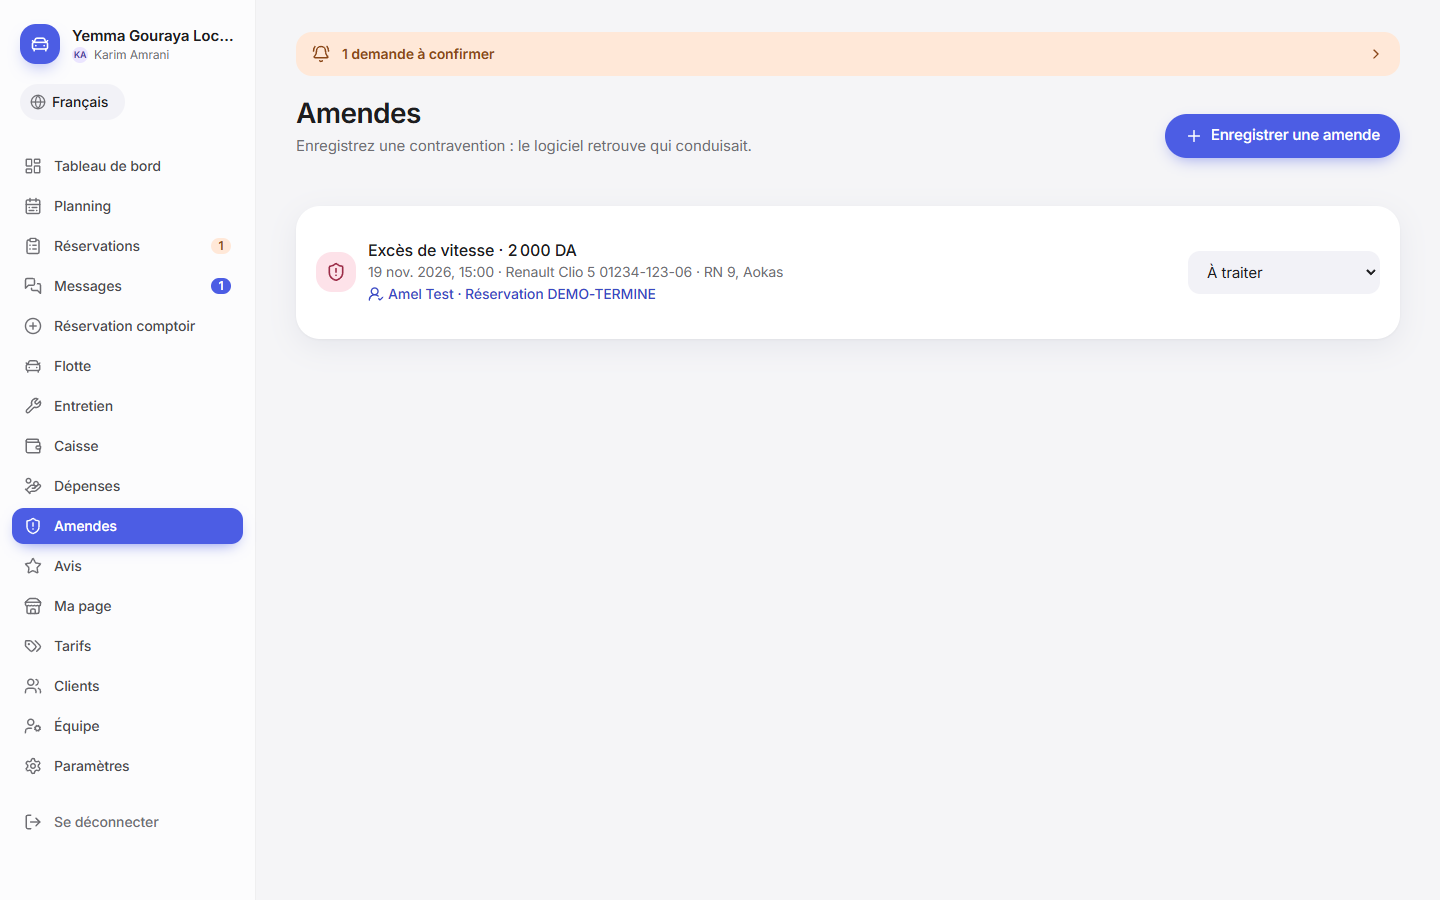 Yemma Gouraya Loc...
KA Karim Amrani
Français
Tableau de bord
Planning
Réservations 1
Messages 1
Réservation comptoir
Flotte
Entretien
Caisse
Dépenses
Amendes
Avis
Ma page
Tarifs
Clients
Équipe
Paramètres
Se déconnecter
1 demande à confirmer
Amendes
Enregistrez une contravention : le logiciel retrouve qui conduisait.
Enregistrer une amende
Excès de vitesse · 2 000 DA
19 nov. 2026, 15:00 · Renault Clio 5 01234-123-06 · RN 9, Aokas
Amel Test · Réservation DEMO-TERMINE
À traiter